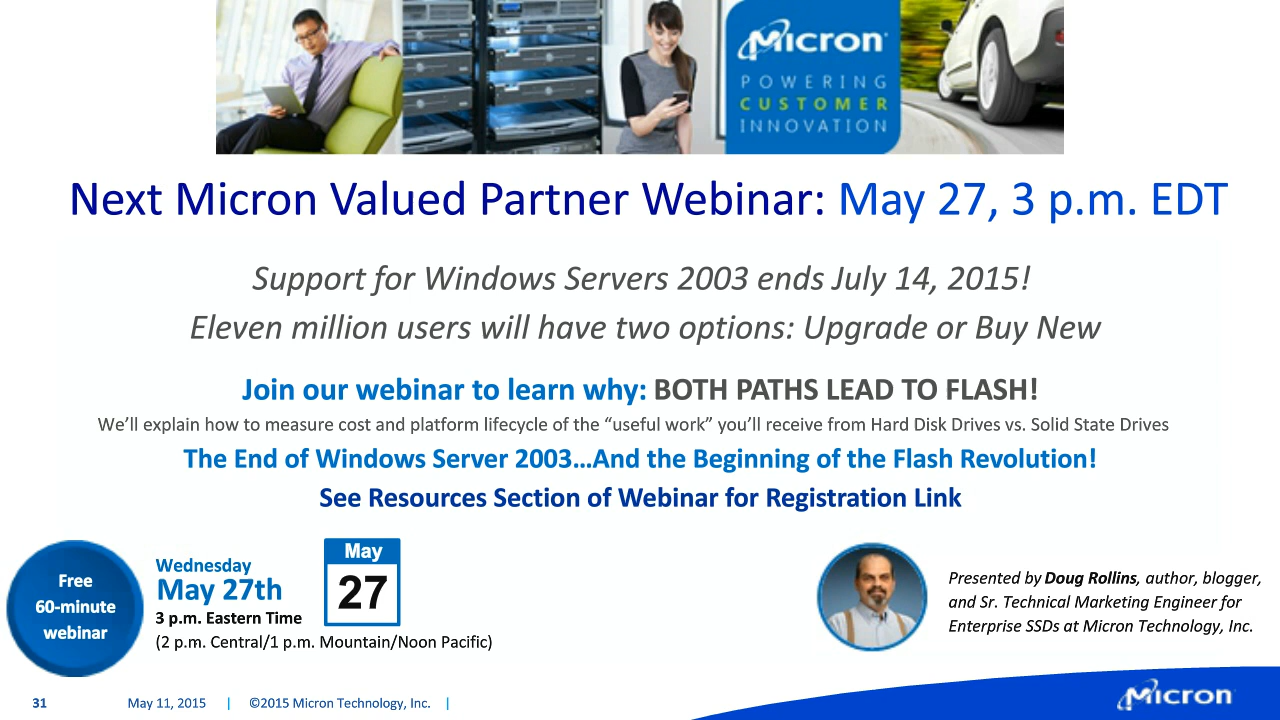 Micron
POWERING
CUSTOMER
INNOVATION
Next Micron Valued Partner Webinar: May 27, 3 p.m. EDT
Support for Windows Servers 2003 ends July 14, 2015!
Eleven million users will have two options: Upgrade or Buy New
Join our webinar to learn why: BOTH PATHS LEAD TO FLASH!
We’ll explain how to measure cost and platform lifecycle of the “useful work” you’ll receive from Hard Disk Drives vs. Solid State Drives
The End of Windows Server 2003…And the Beginning of the Flash Revolution!
See Resources Section of Webinar for Registration Link
Free
60-minute
webinar
Wednesday
May 27th
3 p.m. Eastern Time
(2 p.m. Central/1 p.m. Mountain/Noon Pacific)
May
27
Presented by Doug Rollins, author, blogger,
and Sr. Technical Marketing Engineer for
Enterprise SSDs at Micron Technology, Inc.
31 May 11, 2015 | ©2015 Micron Technology, Inc. |
Micron